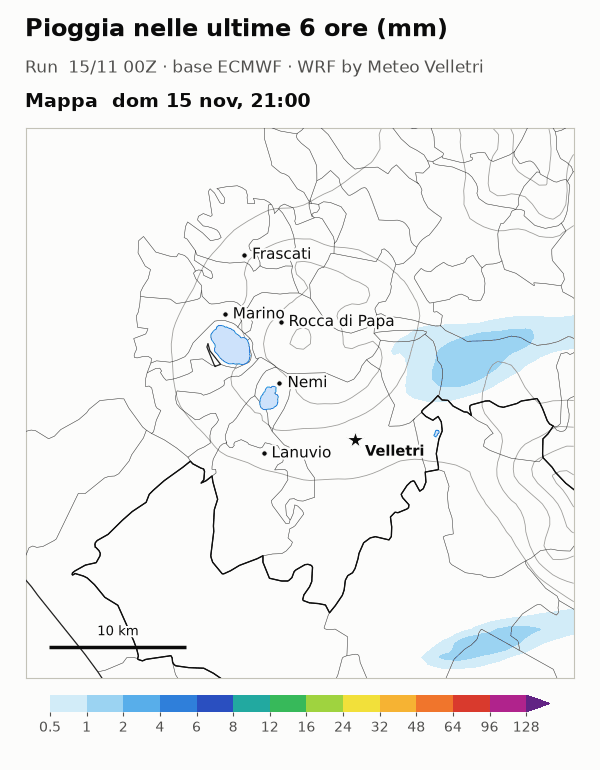 Pioggia nelle ultime 6 ore (mm)
Run  15/11 00Z · base ECMWF · WRF by Meteo Velletri
Mappa  dom 15 nov, 21:00
Frascati
Marino
Rocca di Papa
Nemi
Velletri
Lanuvio
10 km
0.5 1 2 4 6 8 12 16 24 32 48 64 96 128